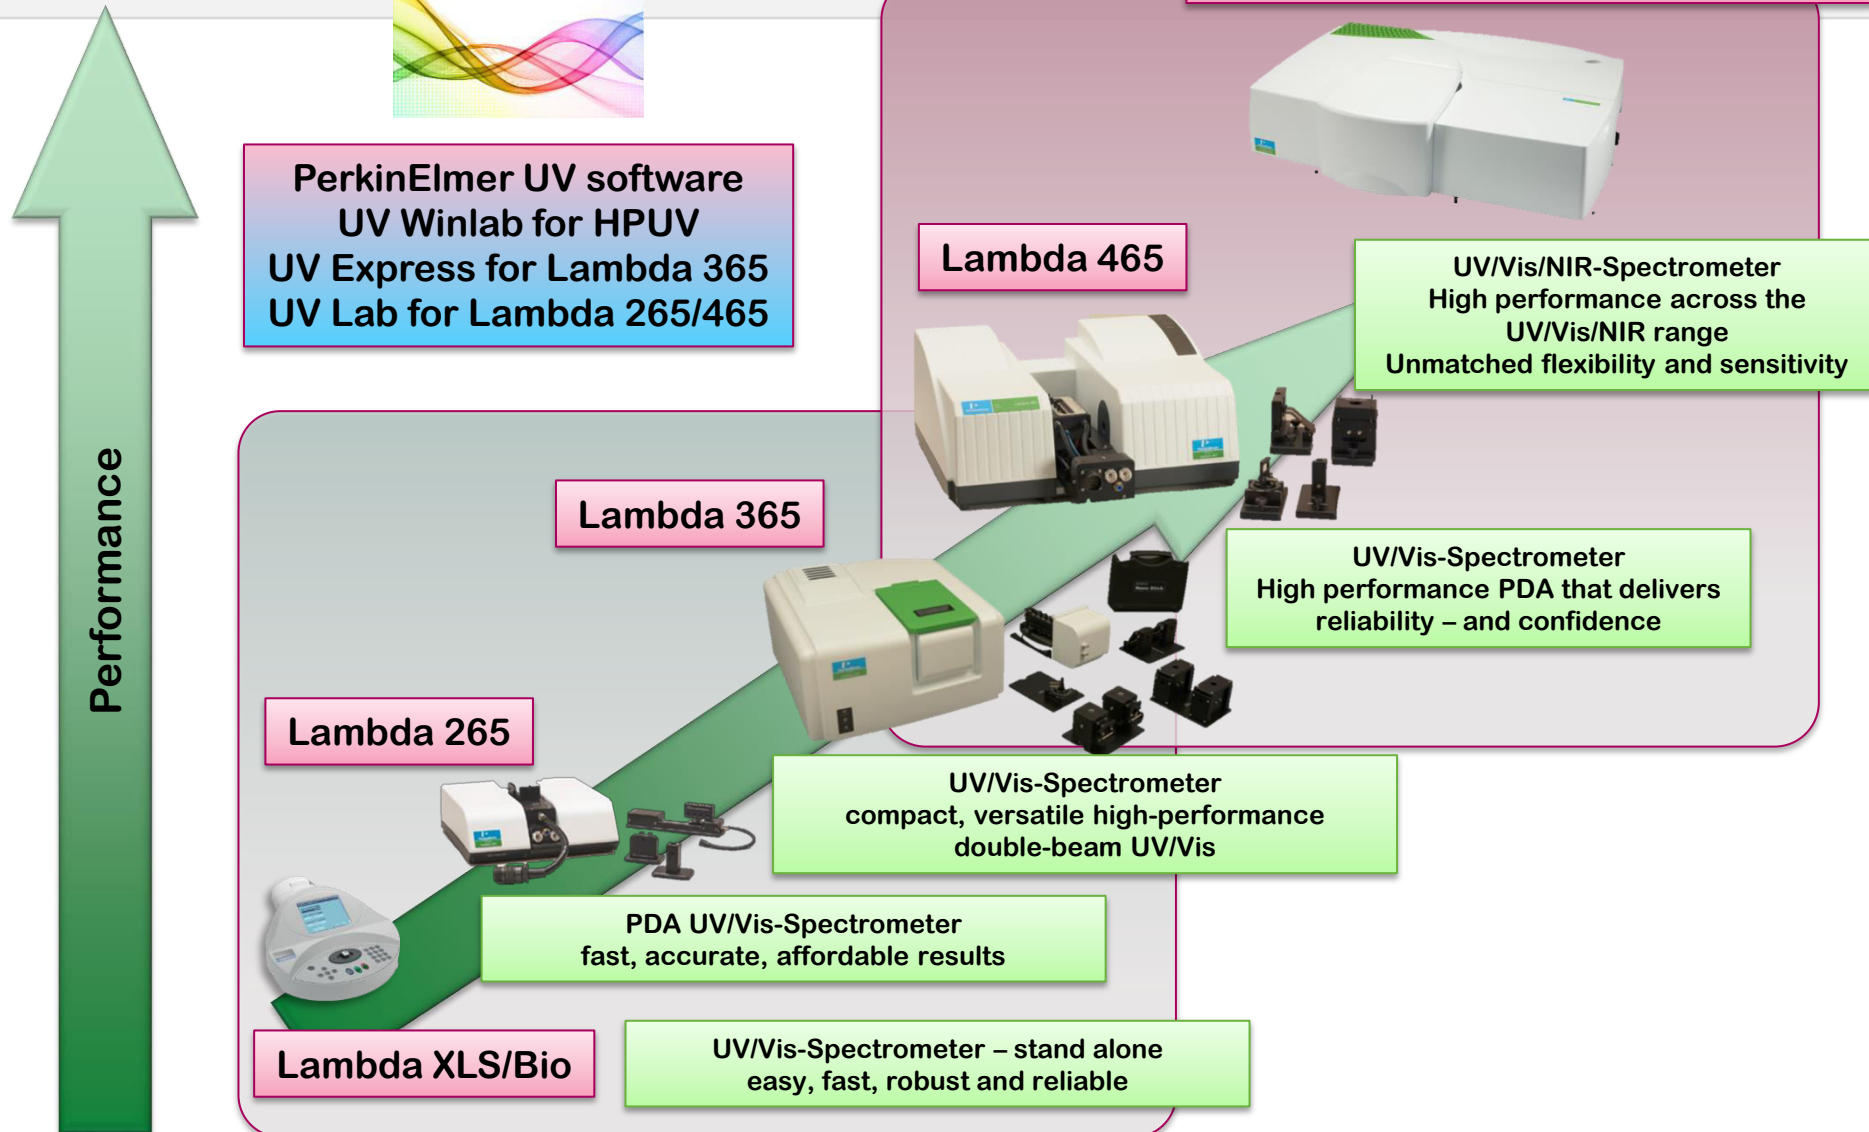 PerkinElmer UV software
UV Winlab for HPUV
UV Express for Lambda 365
UV Lab for Lambda 265/465
Lambda 465
UV/Vis/NIR-Spectrometer
High performance across the
UV/Vis/NIR range
Unmatched flexibility and sensitivity
Performance
Lambda 365
UV/Vis-Spectrometer
High performance PDA that delivers
reliability – and confidence
Lambda 265
UV/Vis-Spectrometer
compact, versatile high-performance
double-beam UV/Vis
PDA UV/Vis-Spectrometer
fast, accurate, affordable results
Lambda XLS/Bio
UV/Vis-Spectrometer – stand alone
easy, fast, robust and reliable